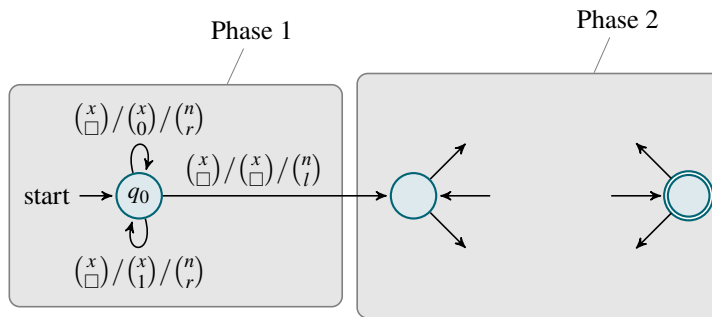 Phase 1
Phase 2
(x □)/(x 0)/(n r)
(x □)/(x □)/(n l)
start
q0
(x □)/(x 1)/(n r)